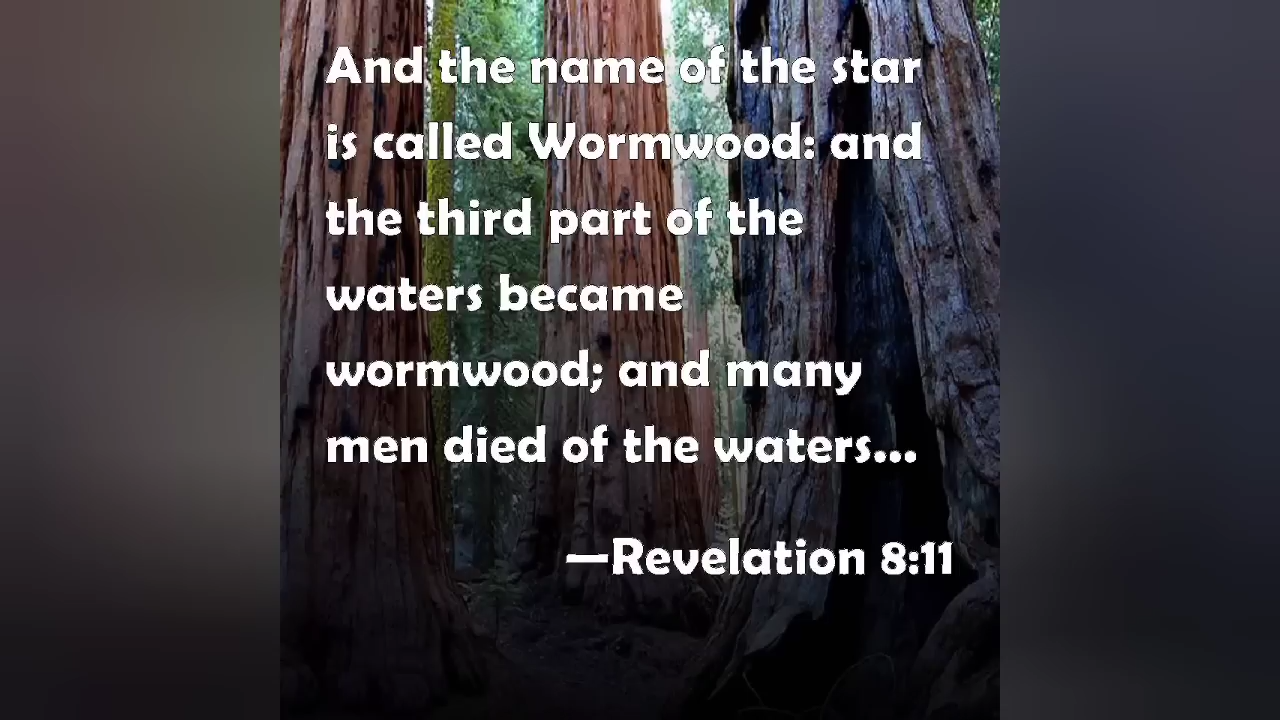 And the name of the star
is called Wormwood: and
the third part of the
waters became
wormwood; and many
men died of the waters...
—Revelation 8:11